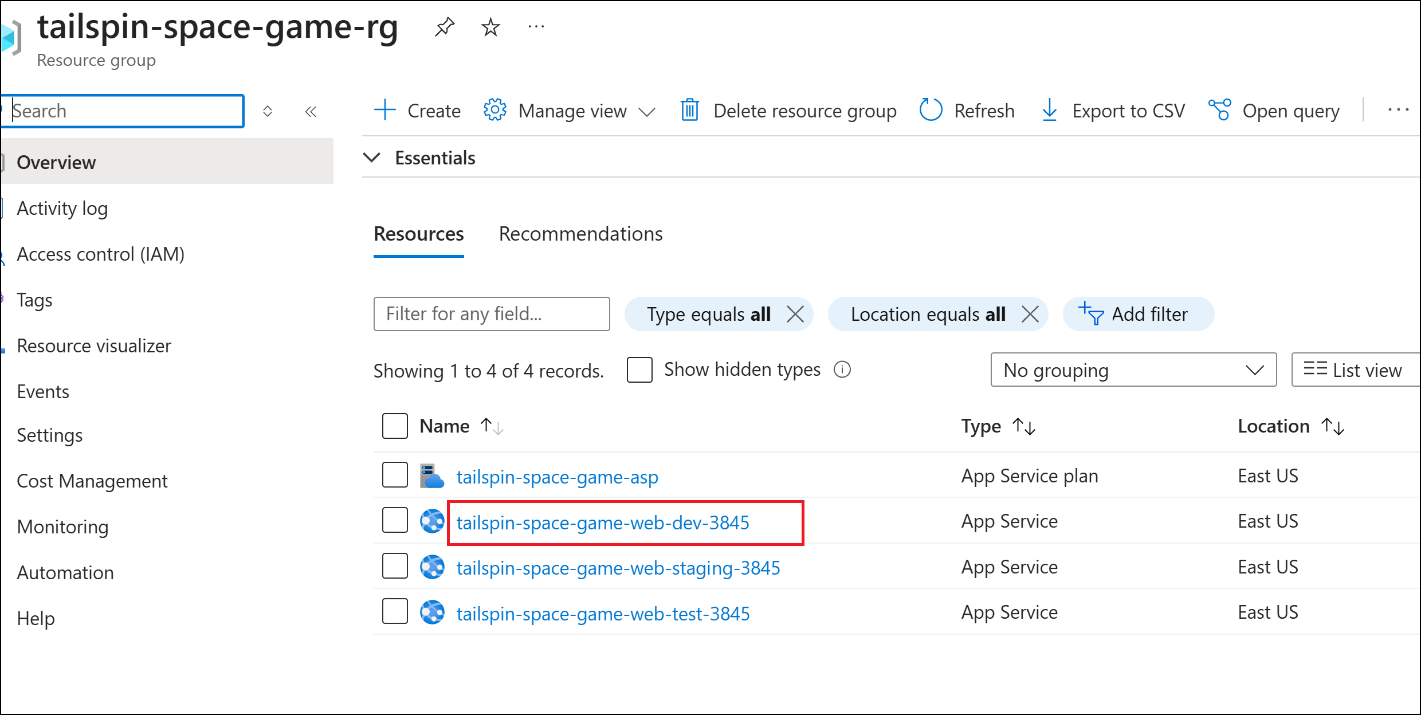 tailspin-space-game-rg
Resource group
Search
Create Manage view Delete resource group Refresh Export to CSV Open query
Essentials
Overview
Activity log
Access control (IAM)
Tags
Resource visualizer
Events
Settings
Cost Management
Monitoring
Automation
Help
Resources Recommendations
Filter for any field... Type equals all Location equals all Add filter
Showing 1 to 4 of 4 records. Show hidden types No grouping List view
Name Type Location
tailspin-space-game-asp App Service plan East US
tailspin-space-game-web-dev-3845 App Service East US
tailspin-space-game-web-staging-3845 App Service East US
tailspin-space-game-web-test-3845 App Service East US